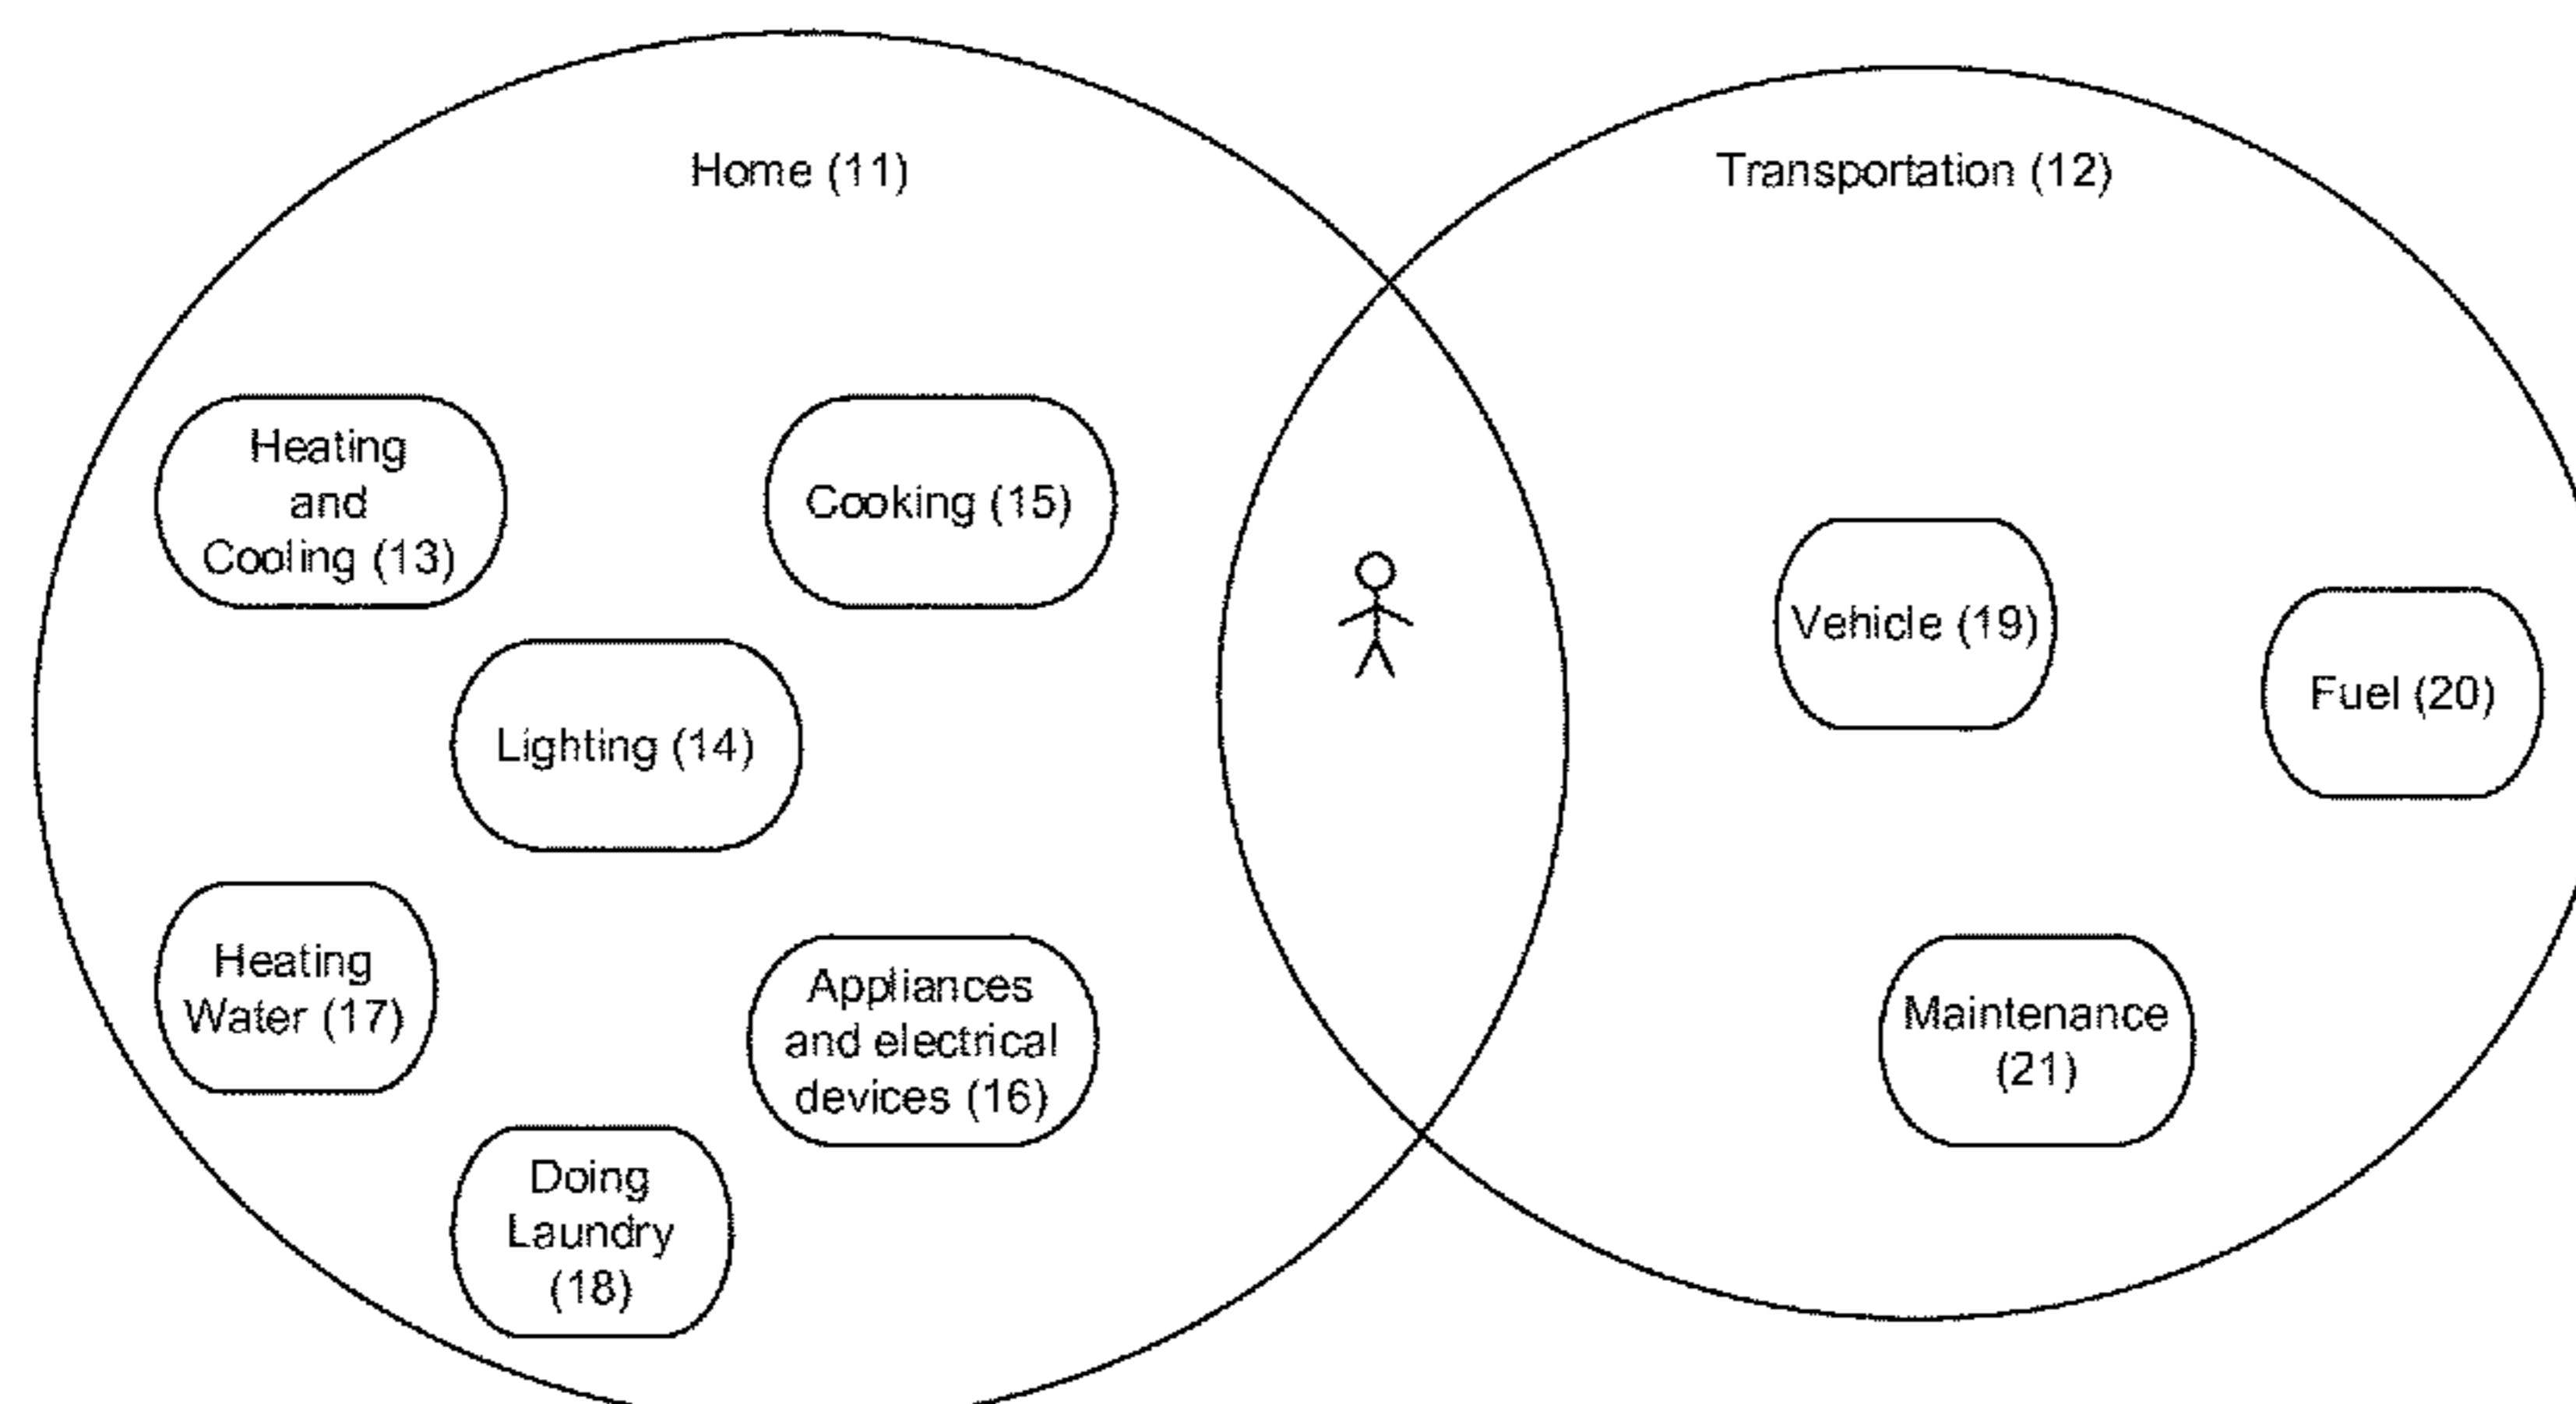 Home (11)
Transportation (12)
Heating
and
Cooling (13)
Cooking (15)
Lighting (14)
Heating
Water (17)
Appliances
and electrical
devices (16)
Doing
Laundry
(18)
Vehicle (19)
Fuel (20)
Maintenance
(21)